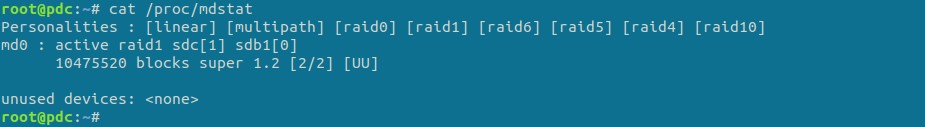 root@pdc:~# cat /proc/mdstat
Personalities : [linear] [multipath] [raid0] [raid1] [raid6] [raid5] [raid4] [raid10]
md0 : active raid1 sdc[1] sdb1[0]
      10475520 blocks super 1.2 [2/2] [UU]

unused devices: <none>
root@pdc:~#